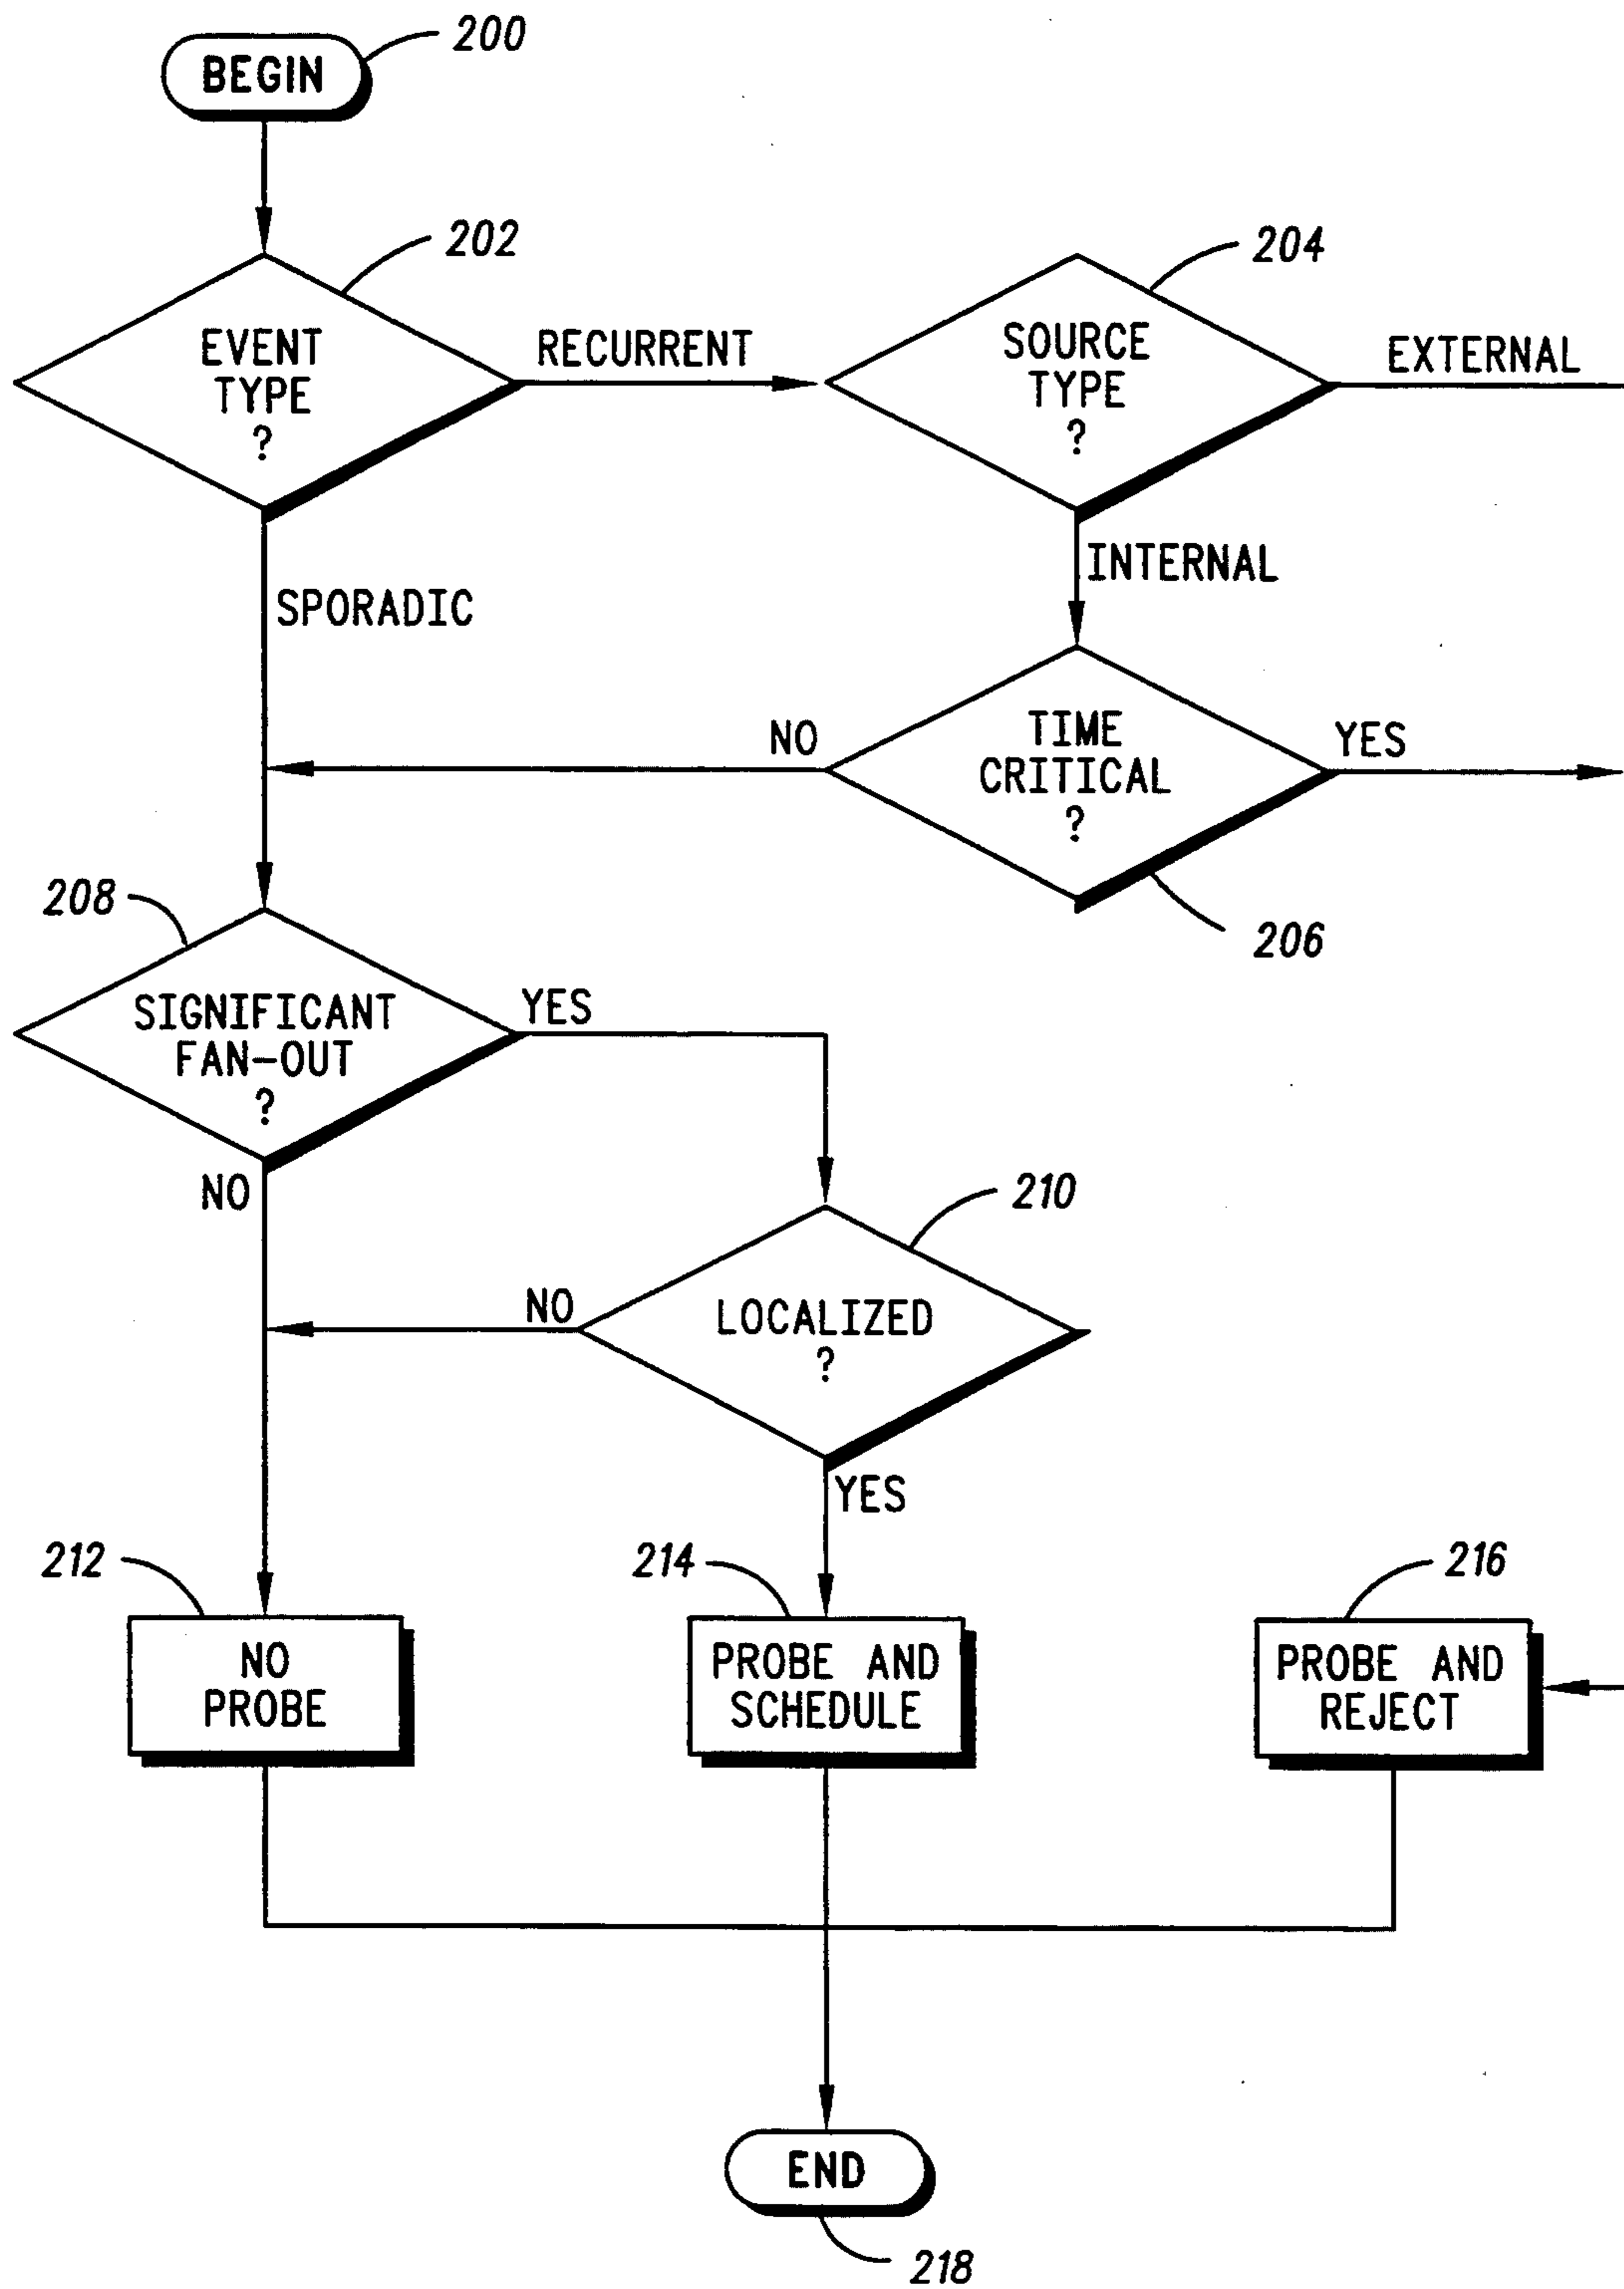 200
BEGIN
202
204
EVENT
TYPE
?
RECURRENT
SOURCE
TYPE
?
EXTERNAL
INTERNAL
SPORADIC
NO
TIME
CRITICAL
?
YES
206
208
SIGNIFICANT
FAN-OUT
?
YES
NO
210
NO
LOCALIZED
?
YES
212
214
216
NO
PROBE
PROBE AND
SCHEDULE
PROBE AND
REJECT
END
218